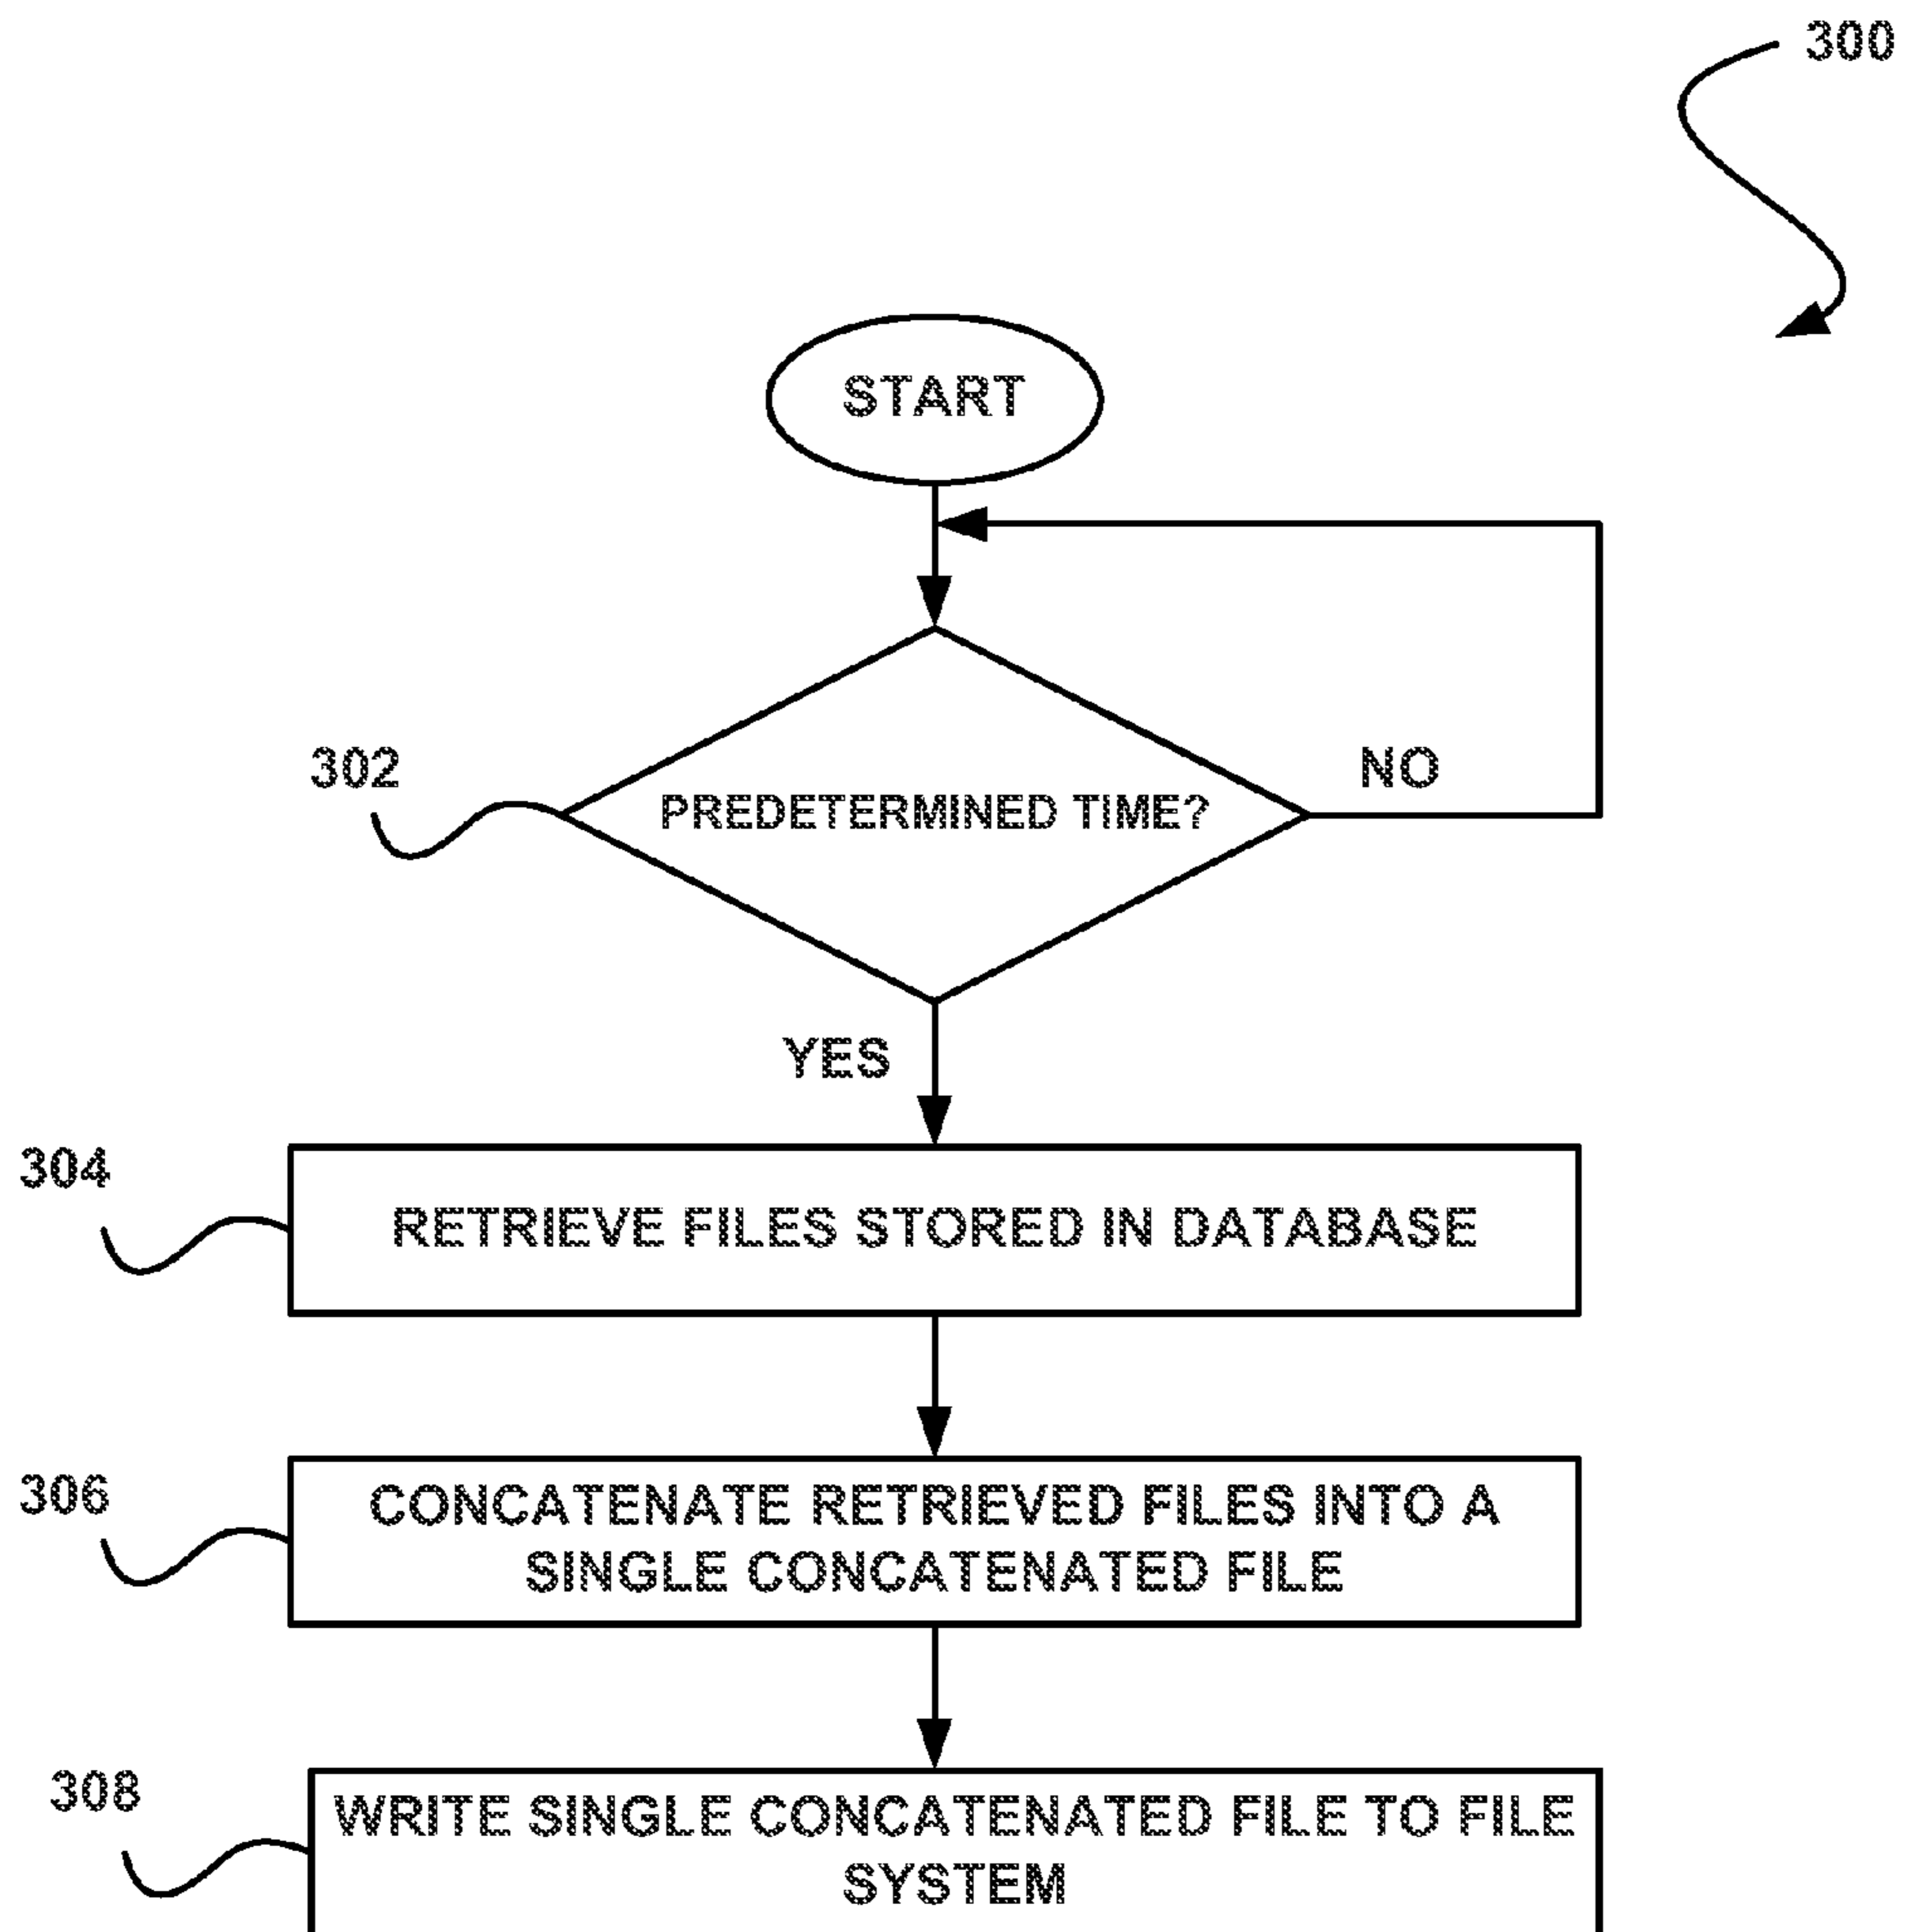 300
START
302
PREDETERMINED TIME?
NO
YES
304
RETRIEVE FILES STORED IN DATABASE
306
CONCATENATE RETRIEVED FILES INTO A
SINGLE CONCATENATED FILE
308
WRITE SINGLE CONCATENATED FILE TO FILE
SYSTEM